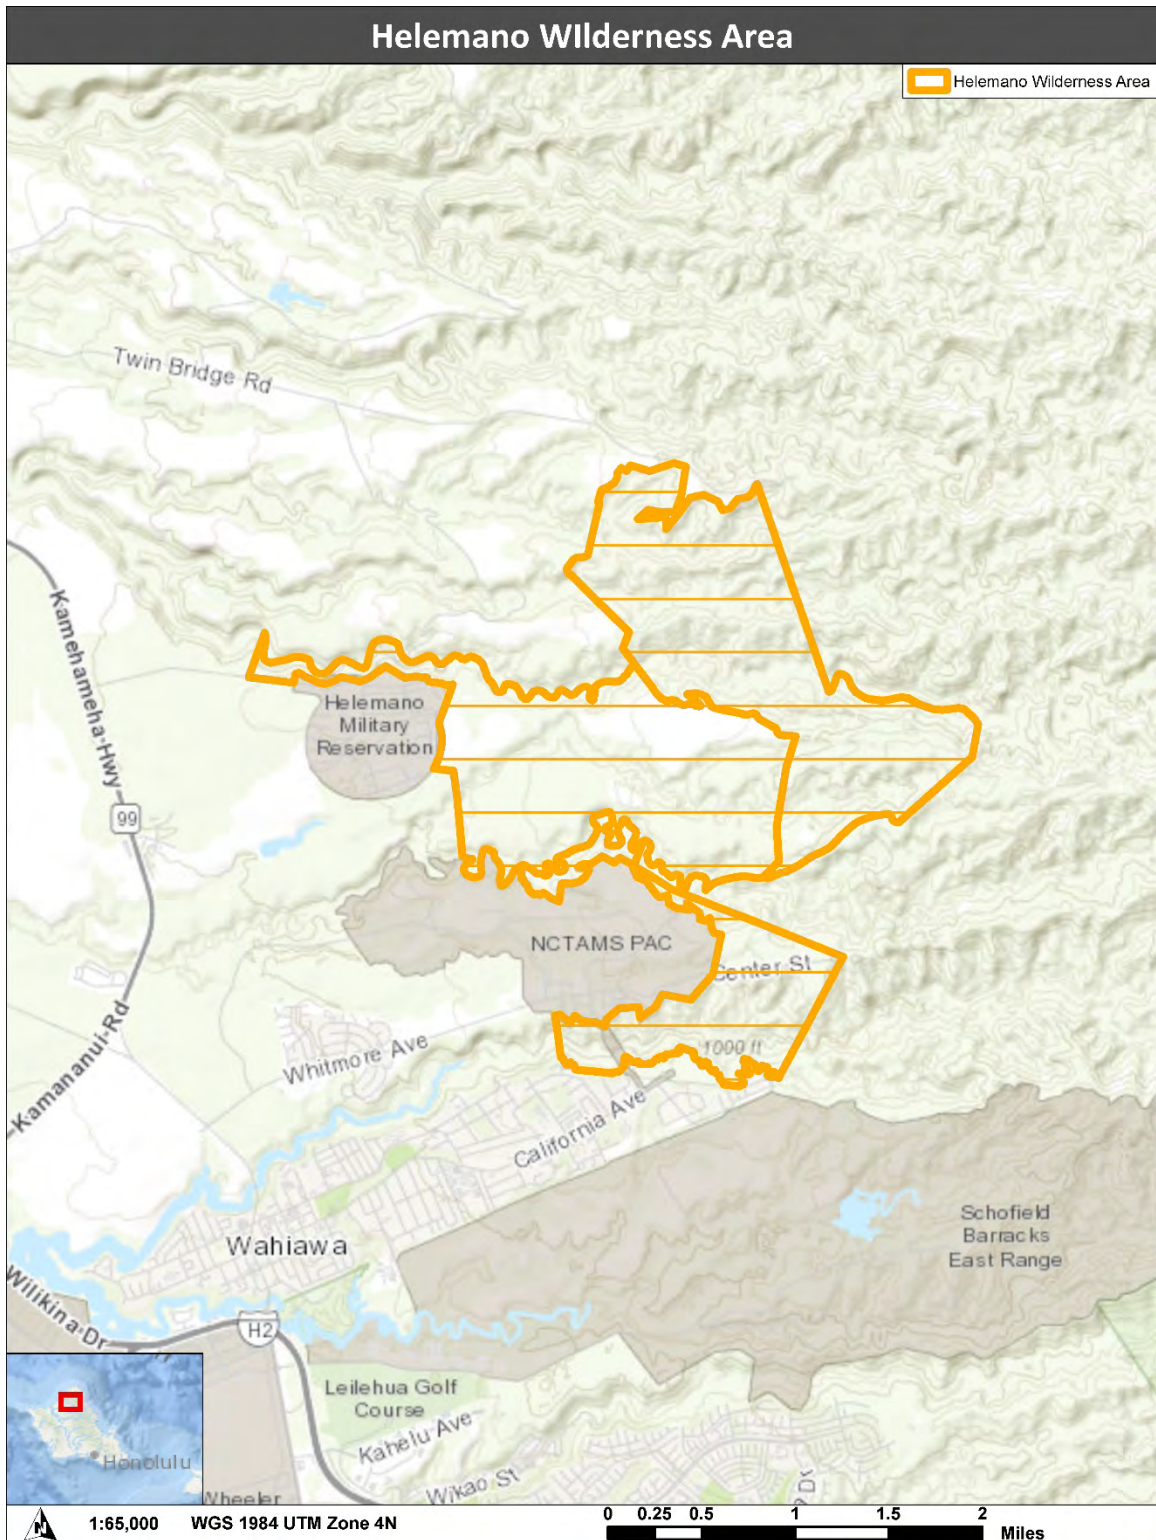 Helemano WIlderness Area
Helemano Wilderness Area
Twin Bridge Rd
Kamehameha Hwy
Helemano
Military
Reservation
99
NCTAMS PAC
Center St
Kamananui Rd
Whitmore Ave
1000 ft
California Ave
Schofield
Barracks
East Range
Wahiawa
Wilikina Dr
H2
Leilehua Golf
Course
Kahelu Ave
Honolulu
Wikao St
Dr
Wheeler
N
1:65,000 WGS 1984 UTM Zone 4N
0 0.25 0.5 1 1.5 2
Miles